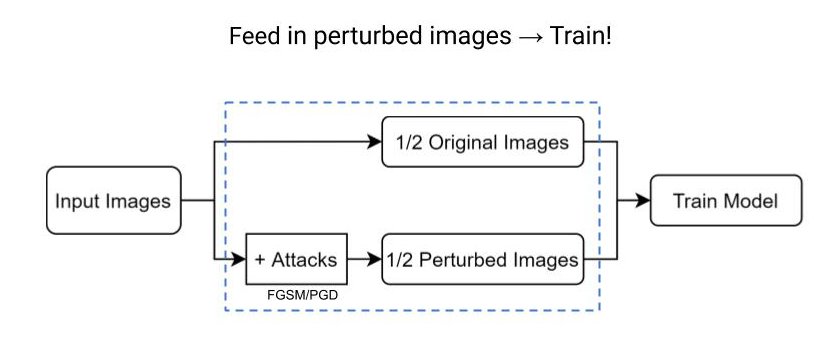 Feed in perturbed images → Train!
1/2 Original Images
Input Images
Train Model
+ Attacks
1/2 Perturbed Images
FGSM/PGD